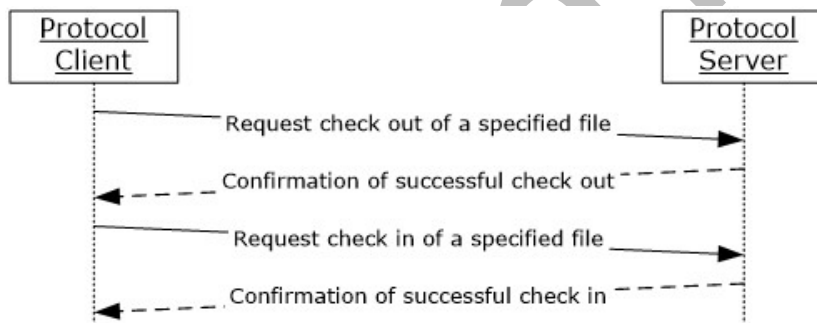 Protocol
Client
Protocol
Server
Request check out of a specified file
Confirmation of successful check out
Request check in of a specified file
Confirmation of successful check in